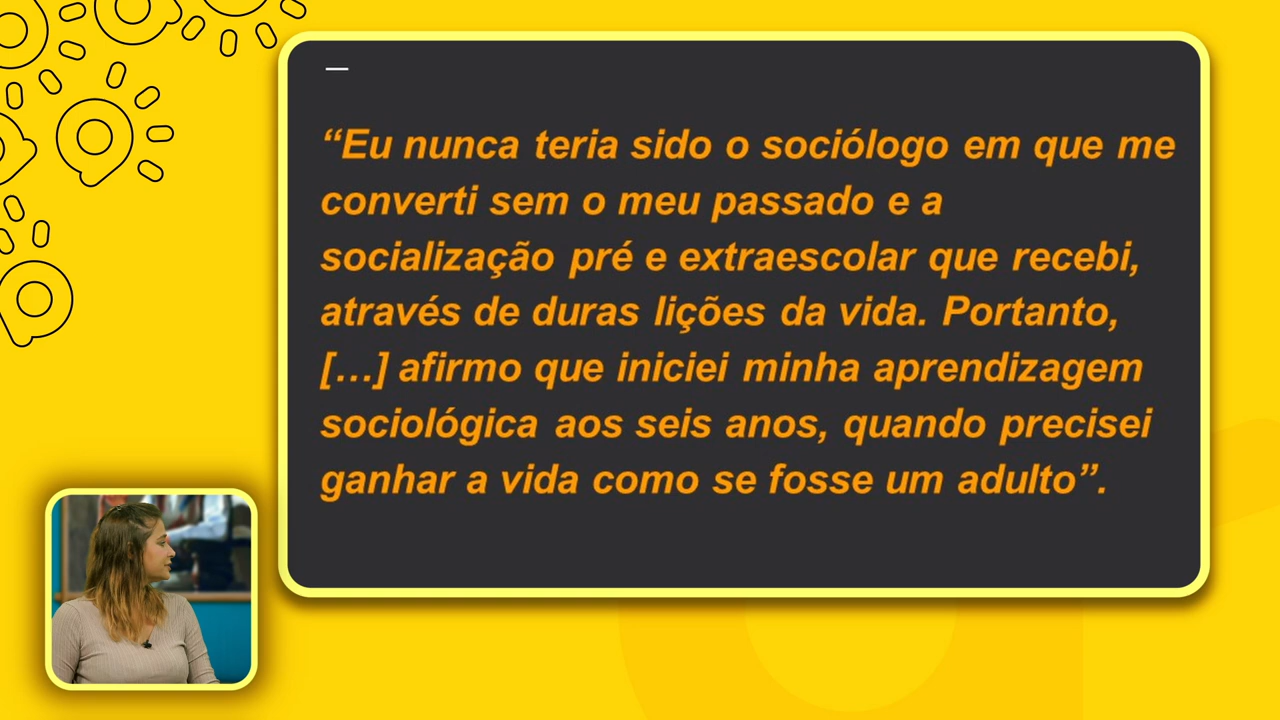 “Eu nunca teria sido o sociólogo em que me
converti sem o meu passado e a
socialização pré e extraescolar que recebi,
através de duras lições da vida. Portanto,
[…] afirmo que iniciei minha aprendizagem
sociológica aos seis anos, quando precisei
ganhar a vida como se fosse um adulto”.